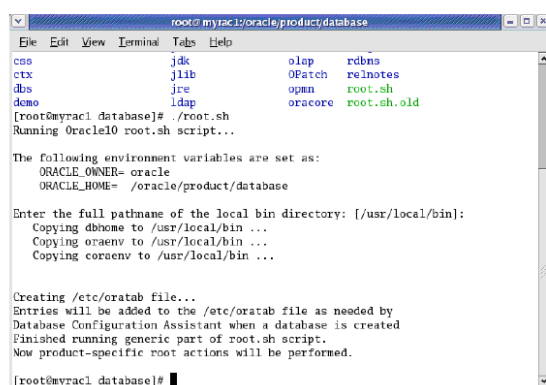 root@myrac1:/oracle/product/database
File Edit View Terminal Tabs Help
css jdk olap rdbms
ctx jlib OPatch relnotes
dbs jre opmn root.sh
demo ldap oracore root.sh.old
[root@myrac1 database]# ./root.sh
Running Oracle10 root.sh script...
The following environment variables are set as:
ORACLE_OWNER= oracle
ORACLE_HOME= /oracle/product/database
Enter the full pathname of the local bin directory: [/usr/local/bin]:
Copying dbhome to /usr/local/bin ...
Copying oraenv to /usr/local/bin ...
Copying coraenv to /usr/local/bin ...
Creating /etc/oratab file...
Entries will be added to the /etc/oratab file as needed by
Database Configuration Assistant when a database is created
Finished running generic part of root.sh script.
Now product-specific root actions will be performed.
[root@myrac1 database]#